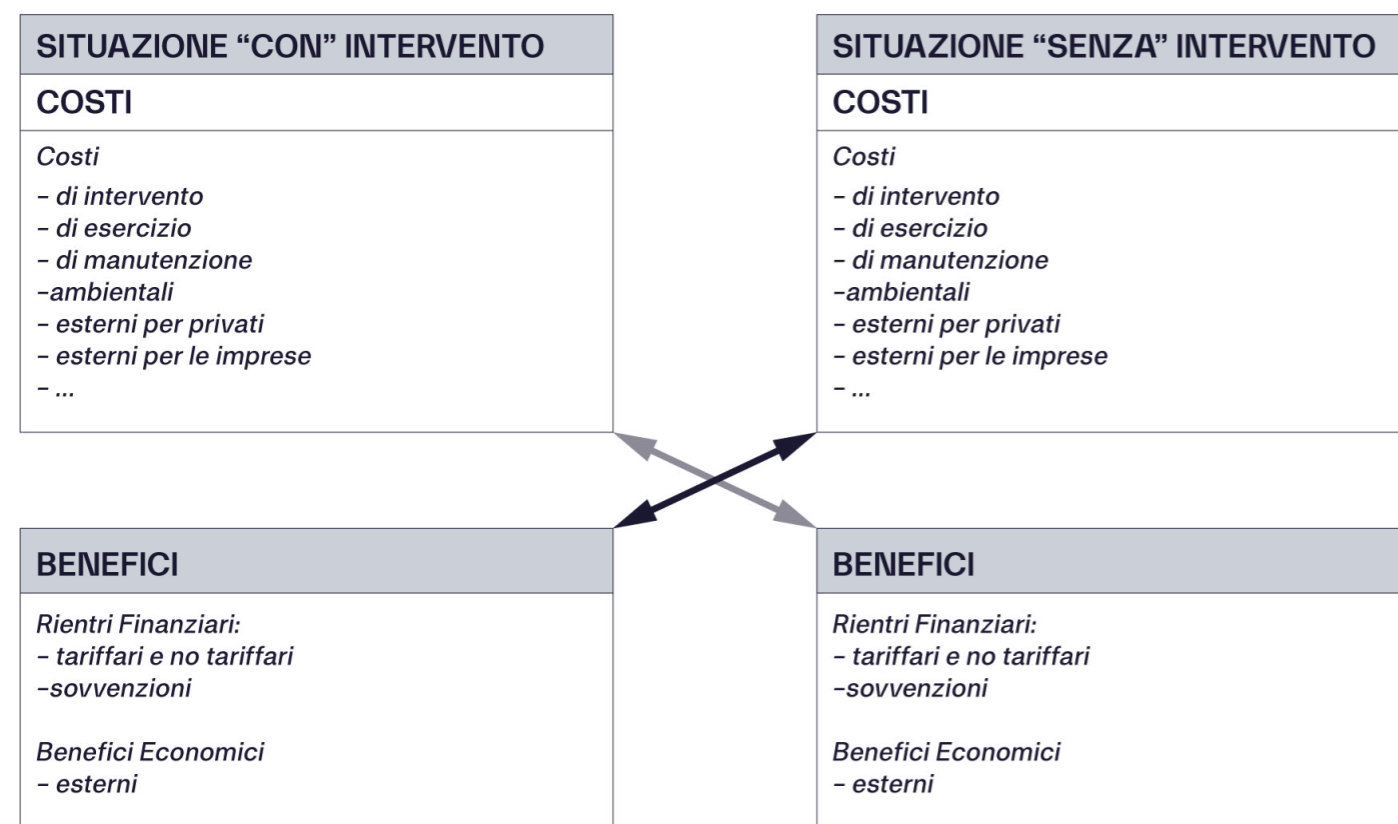 SITUAZIONE “CON” INTERVENTO
COSTI
Costi
– di intervento
– di esercizio
– di manutenzione
–ambientali
– esterni per privati
– esterni per le imprese
– ...
BENEFICI
Rientri Finanziari:
– tariffari e no tariffari
–sovvenzioni
Benefici Economici
– esterni
SITUAZIONE “SENZA” INTERVENTO
COSTI
Costi
– di intervento
– di esercizio
– di manutenzione
–ambientali
– esterni per privati
– esterni per le imprese
– ...
BENEFICI
Rientri Finanziari:
– tariffari e no tariffari
–sovvenzioni
Benefici Economici
– esterni